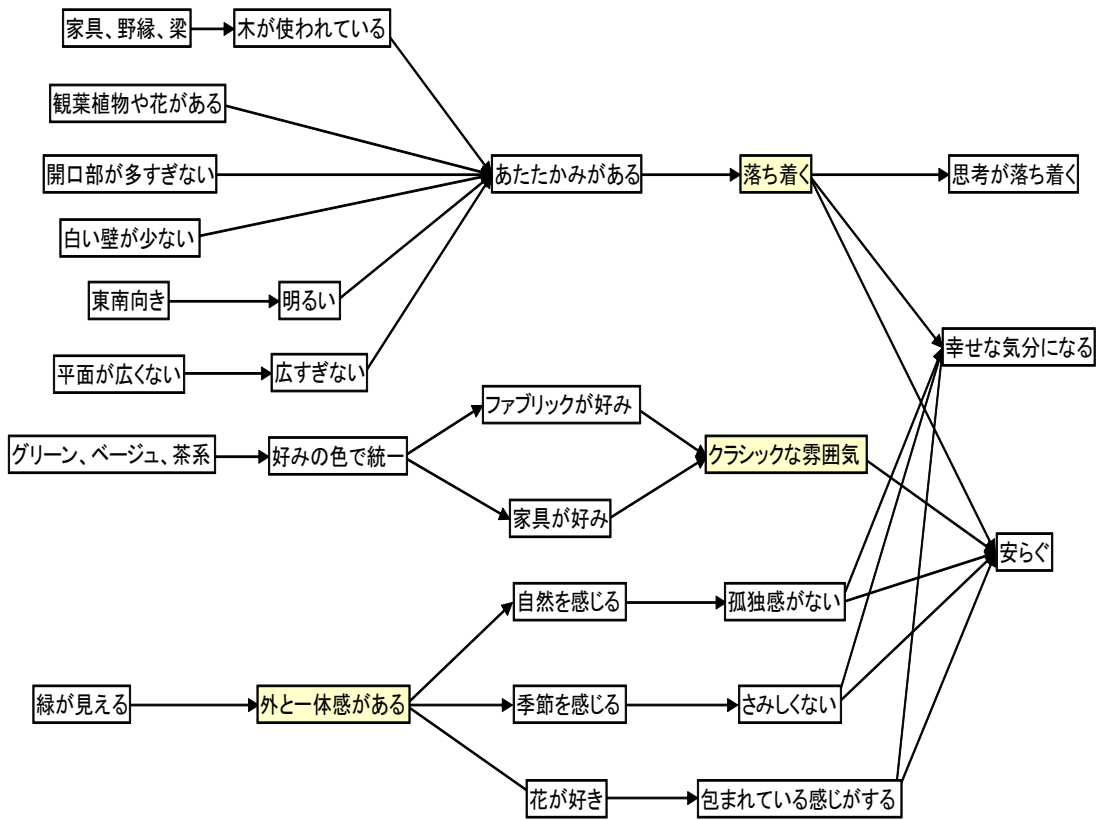 家具、野縁、梁
木が使われている
観葉植物や花がある
開口部が多すぎない
あたたかみがある
落ち着く
思考が落ち着く
白い壁が少ない
東南向き
明るい
幸せな気分になる
平面が広くない
広すぎない
ファブリックが好み
グリーン、ベージュ、茶系
好みの色で統一
クラシックな雰囲気
家具が好み
安らぐ
自然を感じる
孤独感がない
緑が見える
外と一体感がある
季節を感じる
さみしくない
花が好き
包まれている感じがする